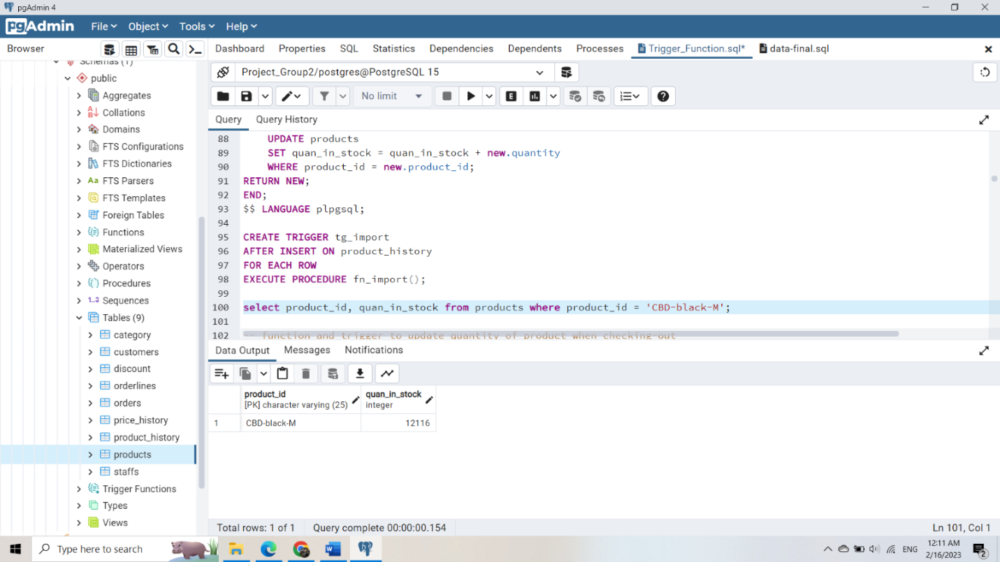 pgAdmin 4
pgAdmin File Object Tools Help
Browser
Dashboard Properties SQL Statistics Dependencies Dependents Processes Trigger_Function.sql* data-final.sql
Schemas (1)
public
Aggregates
Collations
Domains
FTS Configurations
FTS Dictionaries
Aa FTS Parsers
FTS Templates
Foreign Tables
Functions
Materialized Views
Operators
Procedures
1..3 Sequences
Tables (9)
category
customers
discount
orderlines
orders
price_history
product_history
products
staffs
Trigger Functions
Types
Views
Project_Group2/postgres@PostgreSQL 15
No limit
E
Query Query History
88 UPDATE products
89 SET quan_in_stock = quan_in_stock + new.quantity
90 WHERE product_id = new.product_id;
91 RETURN NEW;
92 END;
93 $$ LANGUAGE plpgsql;
94
95 CREATE TRIGGER tg_import
96 AFTER INSERT ON product_history
97 FOR EACH ROW
98 EXECUTE PROCEDURE fn_import();
99
100 select product_id, quan_in_stock from products where product_id = 'CBD-black-M';
101
102 -- function and trigger to update quantity of product when checking-out
Data Output Messages Notifications
product_id quan_in_stock
[PK] character varying (25) integer
1 CBD-black-M 12116
Total rows: 1 of 1 Query complete 00:00:00.154 Ln 101, Col 1
Type here to search
ENG
12:11 AM
2/16/2023
2